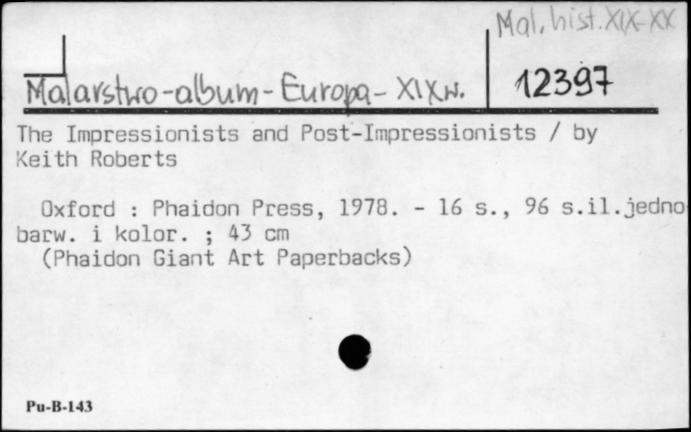 Mal. hist. XIX-XX
Malarstwo-album-Europa-XIXw.
12397
The Impressionists and Post-Impressionists / by
Keith Roberts
Oxford : Phaidon Press, 1978. - 16 s., 96 s.il.jedno
barw. i kolor. ; 43 cm
(Phaidon Giant Art Paperbacks)
Pu-B-143